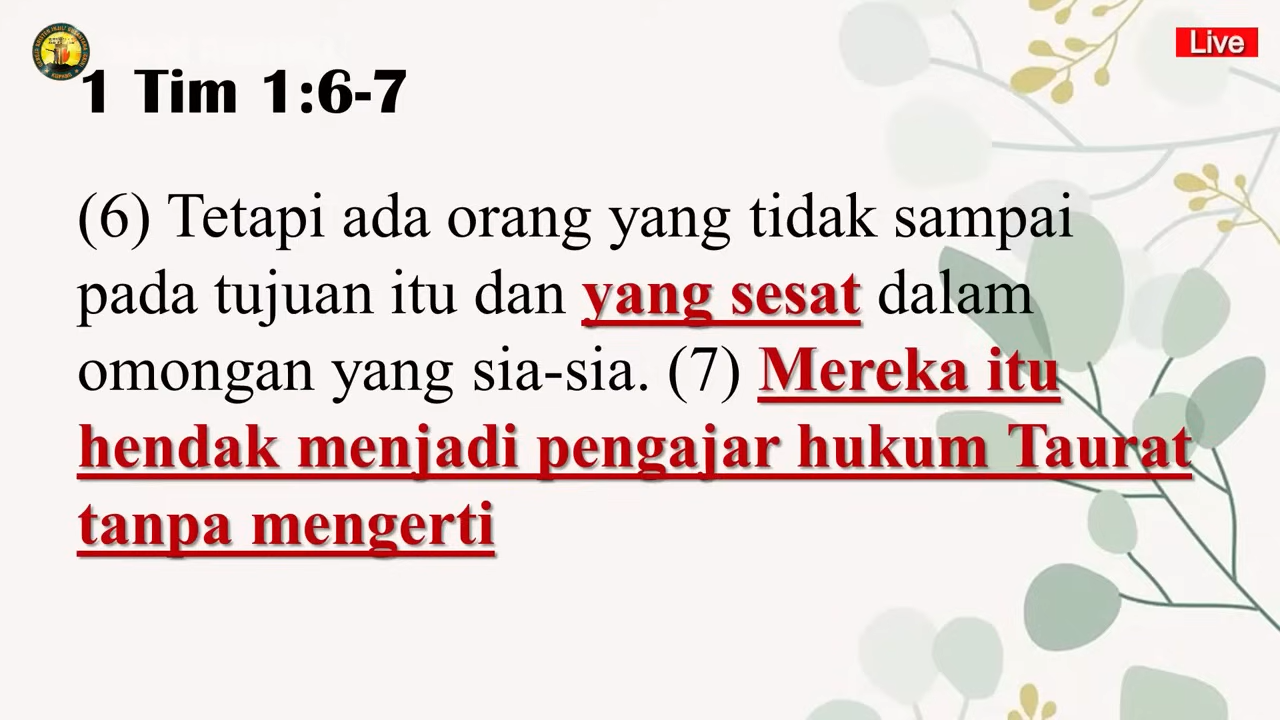 Live
1 Tim 1:6-7
(6) Tetapi ada orang yang tidak sampai
pada tujuan itu dan yang sesat dalam
omongan yang sia-sia. (7) Mereka itu
hendak menjadi pengajar hukum Taurat
tanpa mengerti